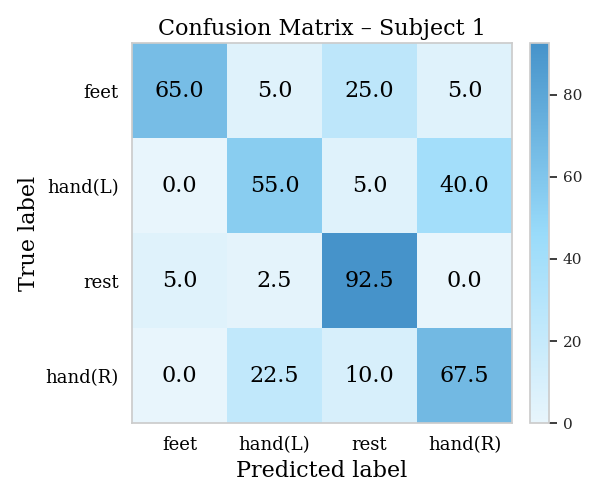 Confusion Matrix – Subject 1
feet 65.0 5.0 25.0 5.0
hand(L) 0.0 55.0 5.0 40.0
rest 5.0 2.5 92.5 0.0
hand(R) 0.0 22.5 10.0 67.5
feet hand(L) rest hand(R)
Predicted label
True label
80
60
40
20
0